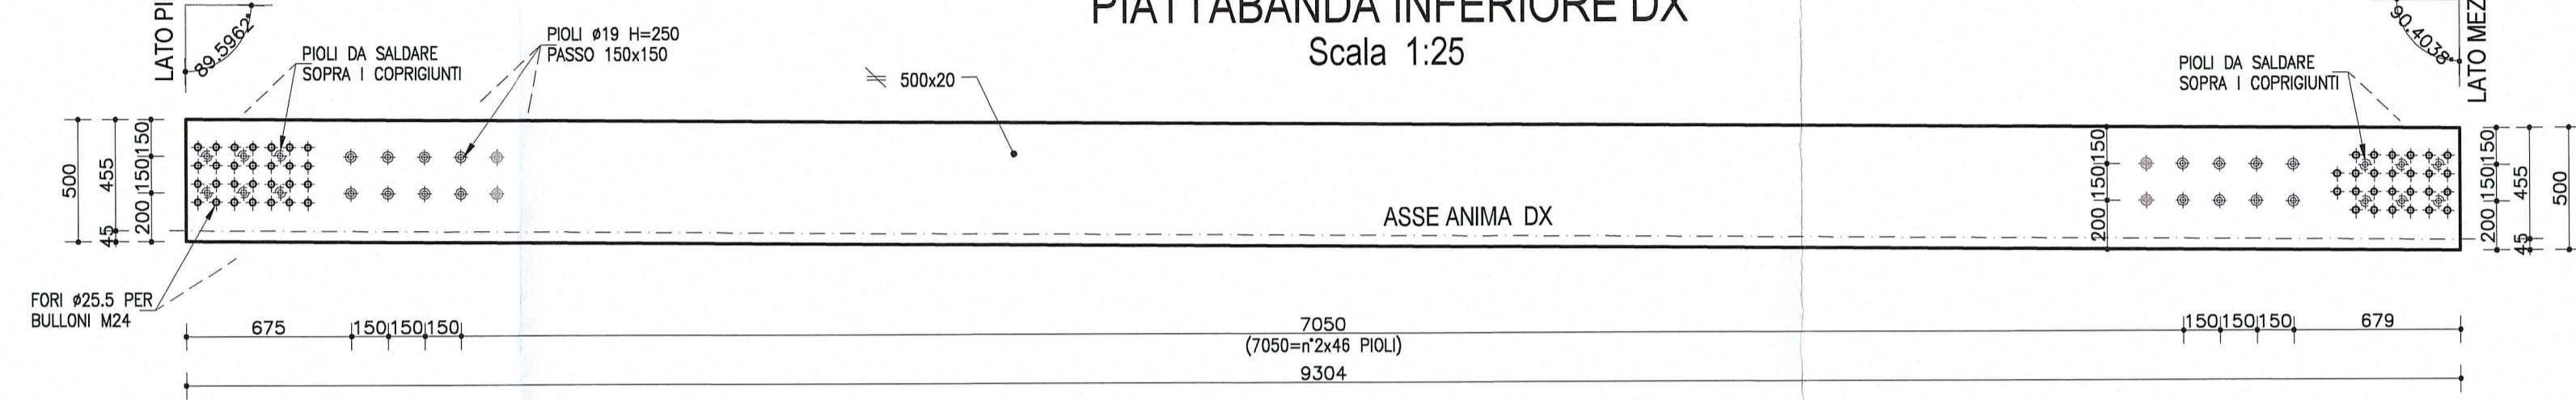 PIATTABANDA INFERIORE DX
Scala 1:25
LATO PI
89.5962°
PIOLI DA SALDARE
SOPRA I COPRIGIUNTI
PIOLI ø19 H=250
PASSO 150x150
500x20
PIOLI DA SALDARE
SOPRA I COPRIGIUNTI
90.4038°
LATO MEZ
500
455
45
150
150
200
ASSE ANIMA DX
150
150
200
150
150
200
455
45
500
FORI ø25.5 PER
BULLONI M24
675
150
150
150
7050
(7050=n°2x46 PIOLI)
150
150
150
679
9304